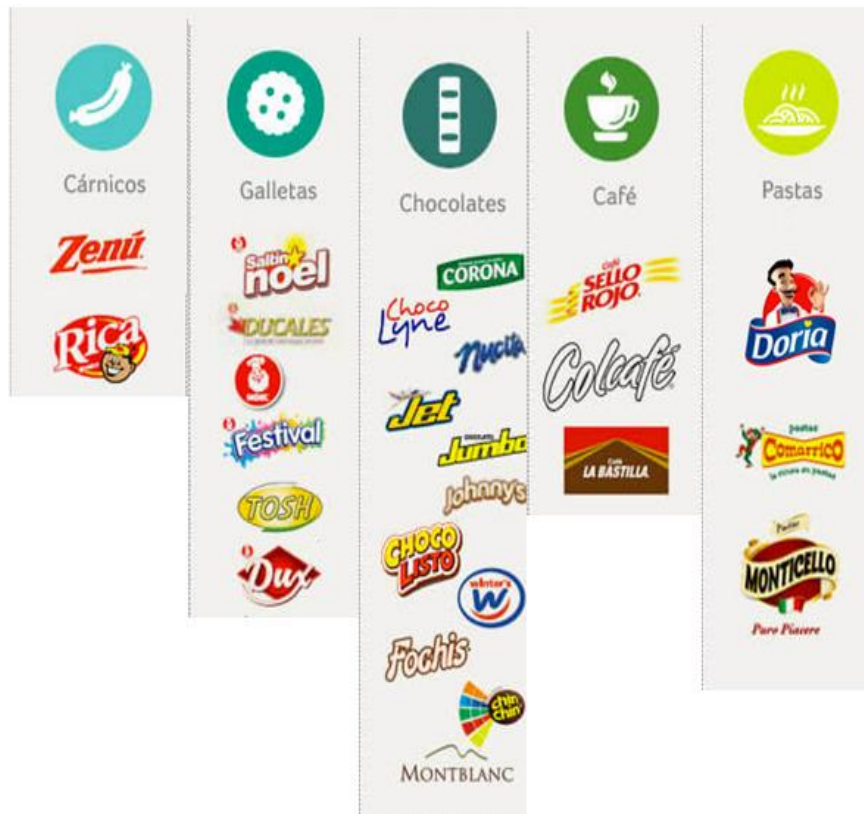 Cárnicos
Zenú
Rica
Galletas
Saltín
noel
DUCALES
NOEL
Festival
TOSH
Dux
Chocolates
CORONA
Choco
Lyne
Nucita
Jet
CHOCOLATE
Jumbo
Johnny's
CHOCO
LISTO
winter's
W
Fochis
chin
chin
MONTBLANC
Café
Café
SELLO
ROJO
Colcafé
Café
LA BASTILLA
Pastas
Doria
pastas
Comarrico
la ricura en pastas
Pastas
MONTICELLO
Puro Piacere